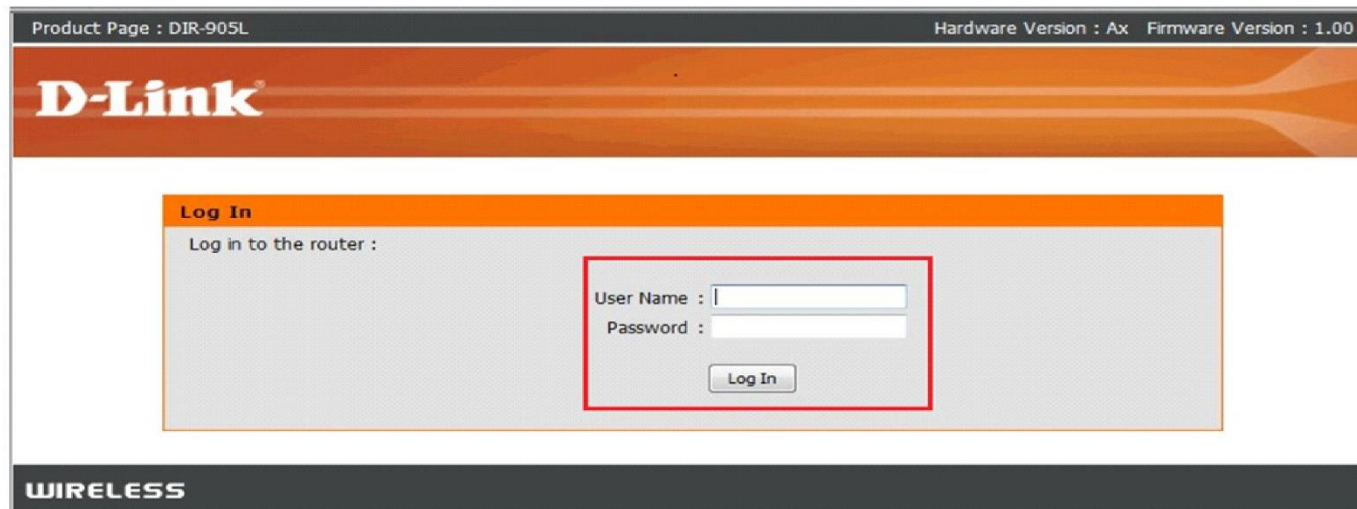 Product Page : DIR-905L Hardware Version : Ax Firmware Version : 1.00
D-Link®
Log In
Log in to the router :
User Name :
Password :
Log In
WIRELESS